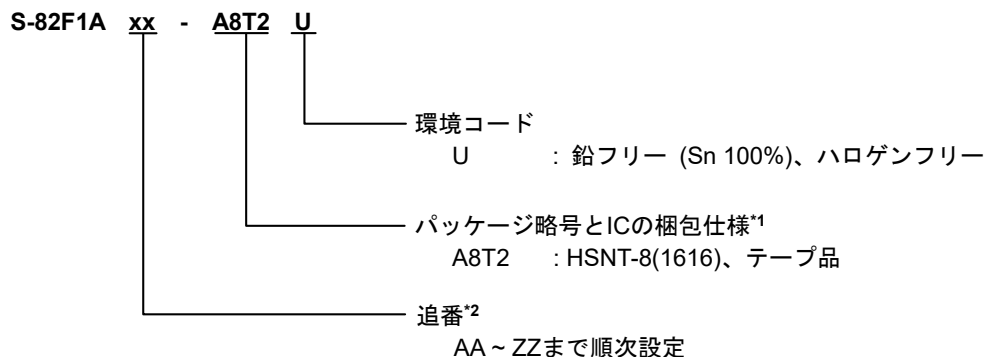 S-82F1A xx - A8T2 U
環境コード
U : 鉛フリー (Sn 100%)、ハロゲンフリー
パッケージ略号とICの梱包仕様*1
A8T2 : HSNT-8(1616)、テープ品
追番*2
AA ~ ZZまで順次設定